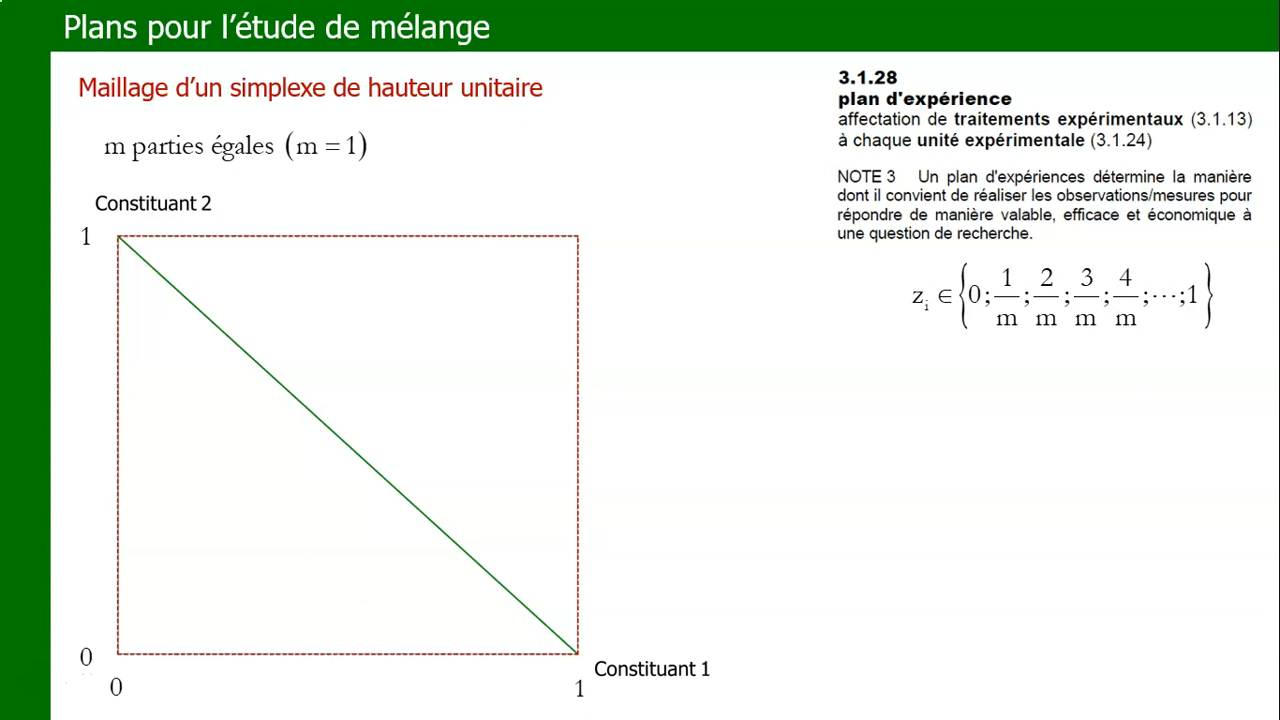 Plans pour l’étude de mélange
Maillage d’un simplexe de hauteur unitaire
m parties égales (m = 1)
Constituant 2
1
0
0
1
Constituant 1
3.1.28
plan d'expérience
affectation de traitements expérimentaux (3.1.13)
à chaque unité expérimentale (3.1.24)
NOTE 3 Un plan d'expériences détermine la manière
dont il convient de réaliser les observations/mesures pour
répondre de manière valable, efficace et économique à
une question de recherche.
z_i ∈ {0; 1/m; 2/m; 3/m; 4/m; ⋯; 1}